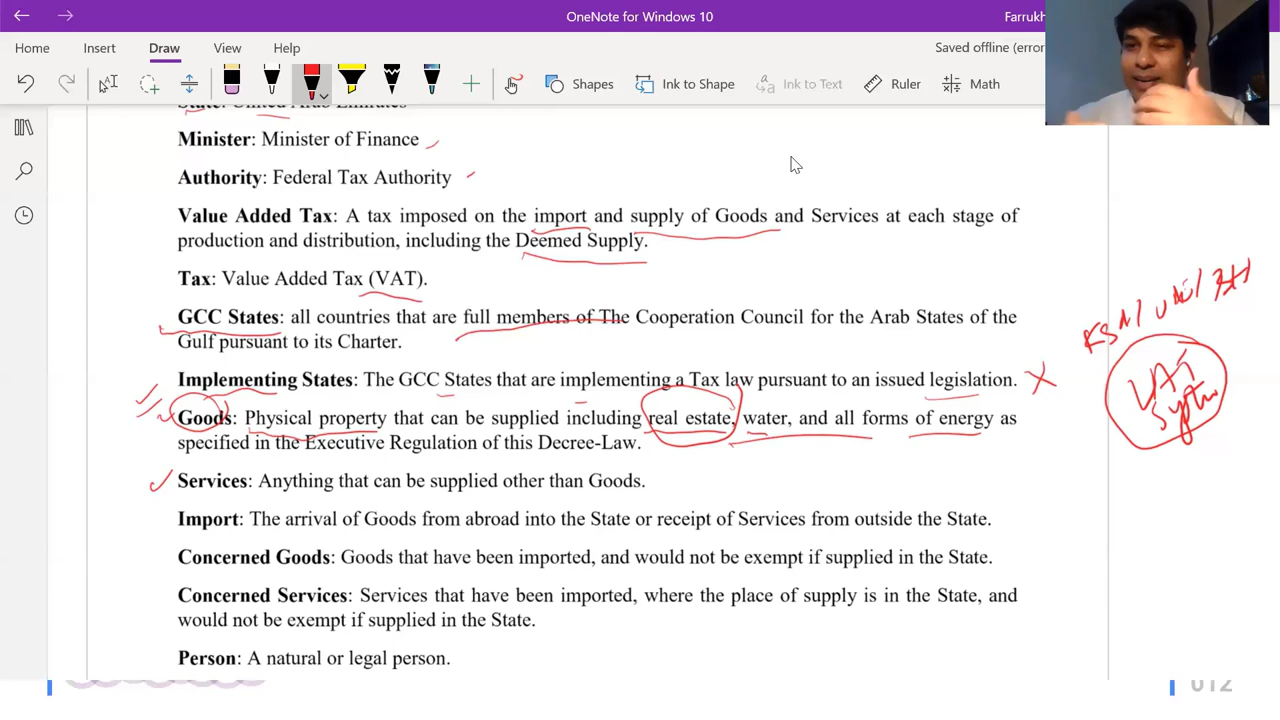 OneNote for Windows 10
Farrukh
Home Insert Draw View Help
Saved offline (error
Shapes Ink to Shape Ink to Text Ruler Math
State: United Arab Emirates
Minister: Minister of Finance
Authority: Federal Tax Authority
Value Added Tax: A tax imposed on the import and supply of Goods and Services at each stage of
production and distribution, including the Deemed Supply.
Tax: Value Added Tax (VAT).
GCC States: all countries that are full members of The Cooperation Council for the Arab States of the
Gulf pursuant to its Charter.
Implementing States: The GCC States that are implementing a Tax law pursuant to an issued legislation.
Goods: Physical property that can be supplied including real estate, water, and all forms of energy as
specified in the Executive Regulation of this Decree-Law.
Services: Anything that can be supplied other than Goods.
Import: The arrival of Goods from abroad into the State or receipt of Services from outside the State.
Concerned Goods: Goods that have been imported, and would not be exempt if supplied in the State.
Concerned Services: Services that have been imported, where the place of supply is in the State, and
would not be exempt if supplied in the State.
Person: A natural or legal person.
VAT
012